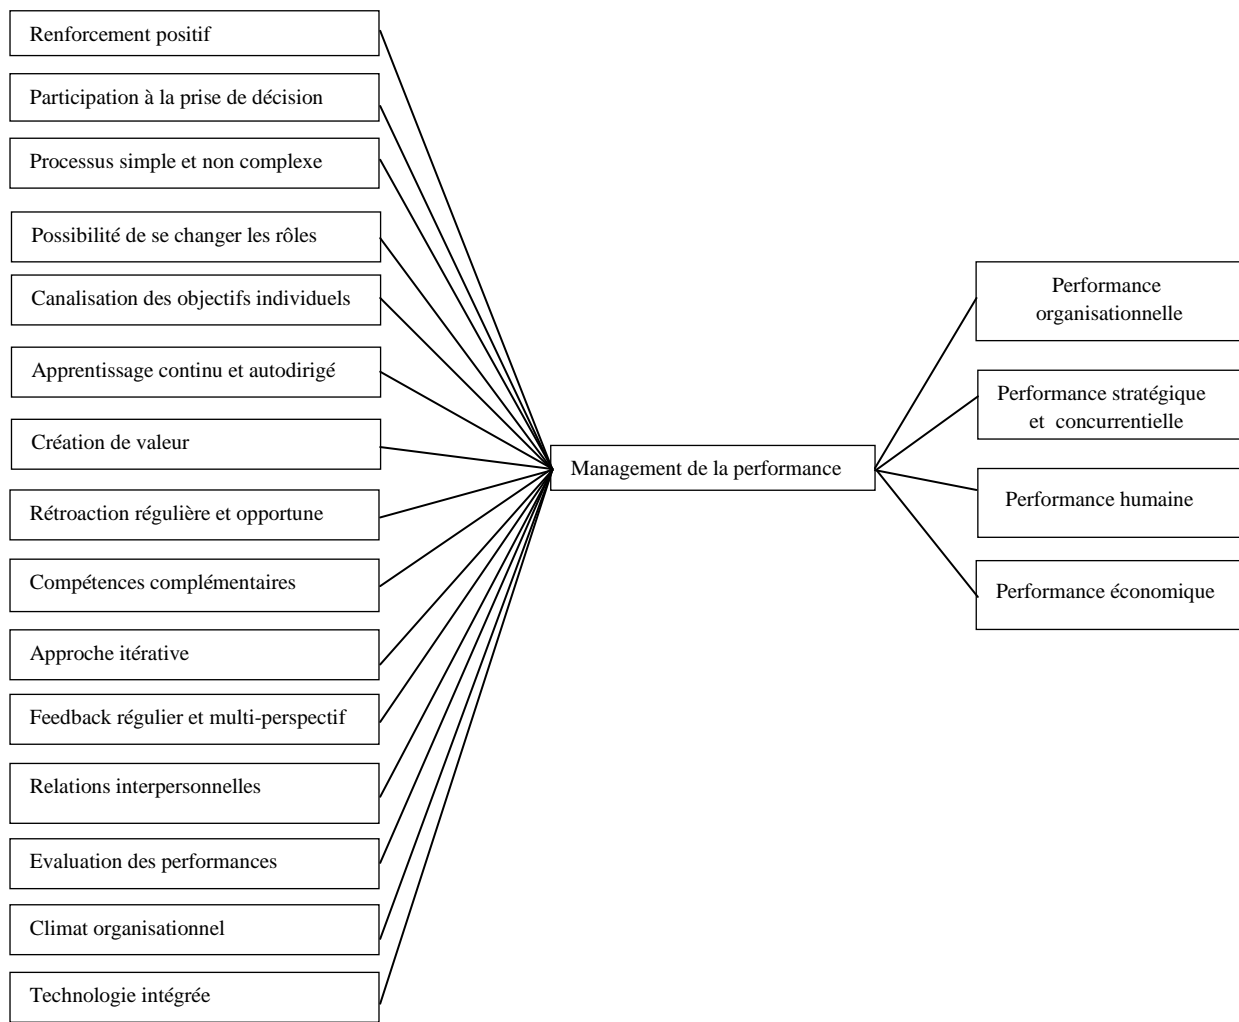 Renforcement positif
Participation à la prise de décision
Processus simple et non complexe
Possibilité de se changer les rôles
Canalisation des objectifs individuels
Apprentissage continu et autodirigé
Création de valeur
Rétroaction régulière et opportune
Compétences complémentaires
Approche itérative
Feedback régulier et multi-perspectif
Relations interpersonnelles
Evaluation des performances
Climat organisationnel
Technologie intégrée
Management de la performance
Performance
organisationnelle
Performance stratégique
et concurrentielle
Performance humaine
Performance économique